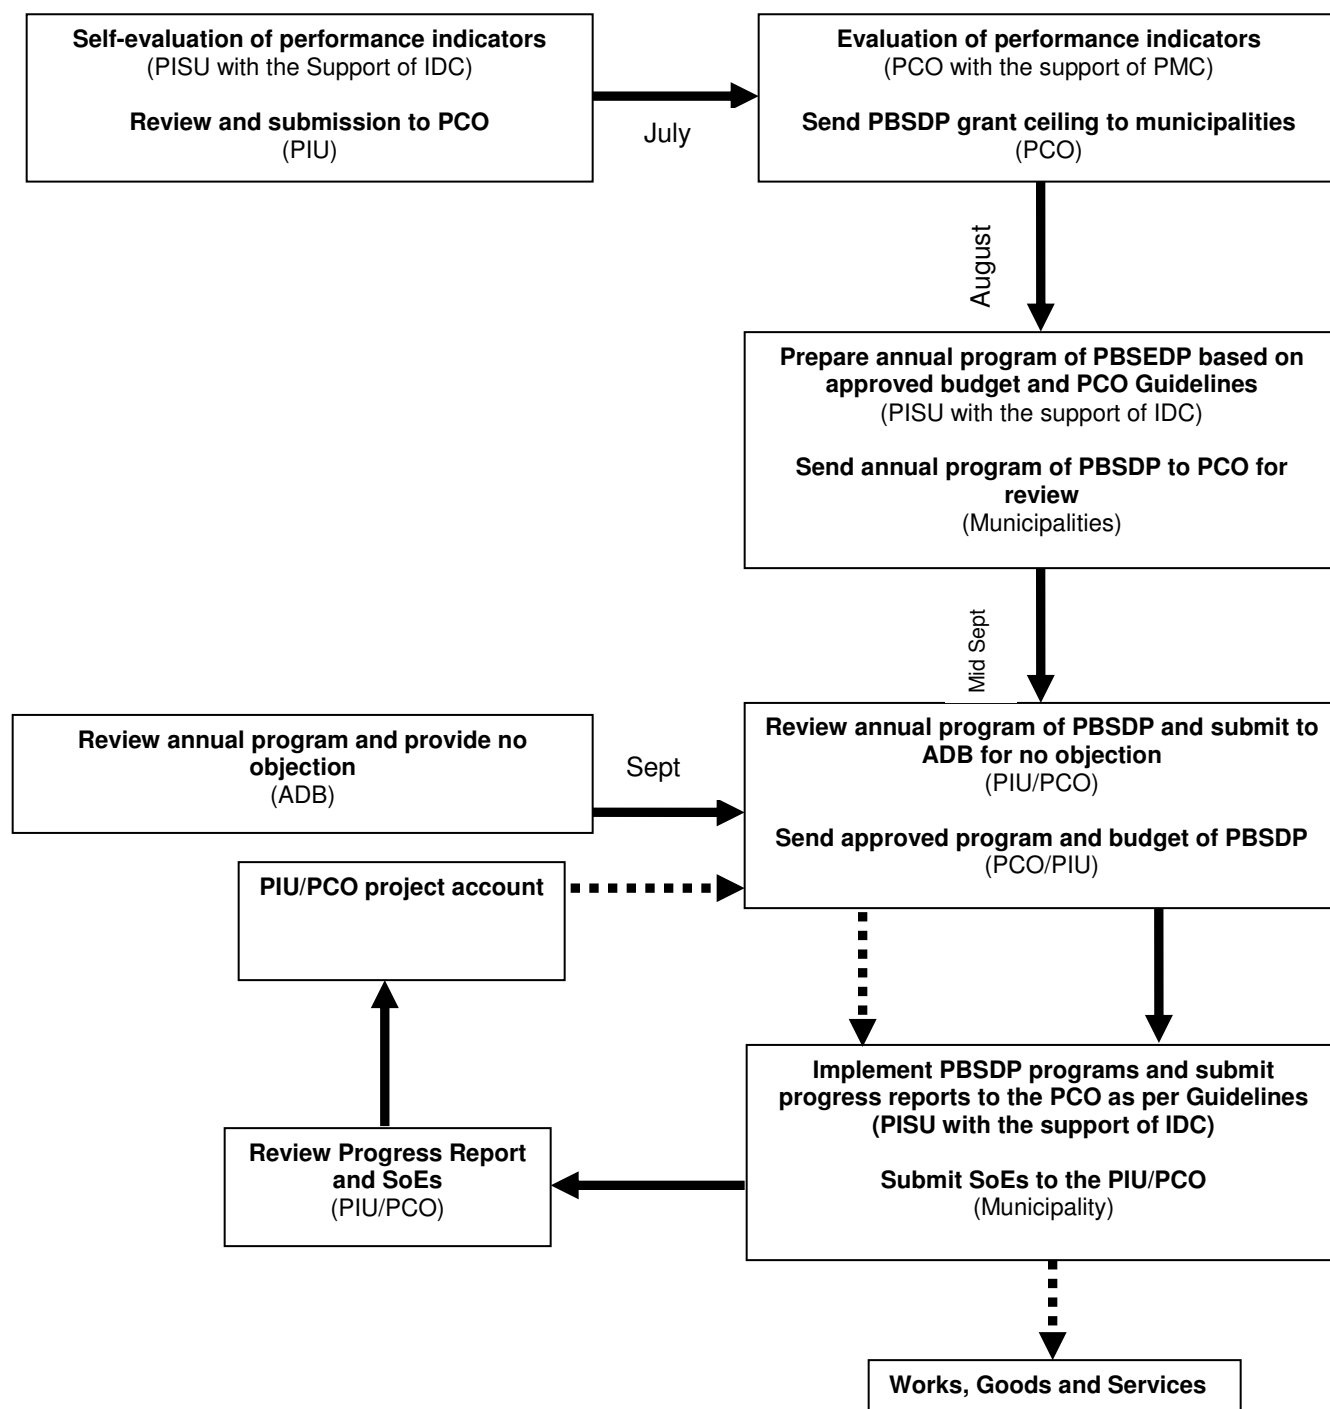 Self-evaluation of performance indicators
(PISU with the Support of IDC)
Review and submission to PCO
(PIU)
July
Evaluation of performance indicators
(PCO with the support of PMC)
Send PBSDP grant ceiling to municipalities
(PCO)
August
Prepare annual program of PBSEDP based on
approved budget and PCO Guidelines
(PISU with the support of IDC)
Send annual program of PBSDP to PCO for
review
(Municipalities)
Mid Sept
Review annual program and provide no
objection
(ADB)
Sept
Review annual program of PBSDP and submit to
ADB for no objection
(PIU/PCO)
Send approved program and budget of PBSDP
(PCO/PIU)
PIU/PCO project account
Implement PBSDP programs and submit
progress reports to the PCO as per Guidelines
(PISU with the support of IDC)
Submit SoEs to the PIU/PCO
(Municipality)
Review Progress Report
and SoEs
(PIU/PCO)
Works, Goods and Services